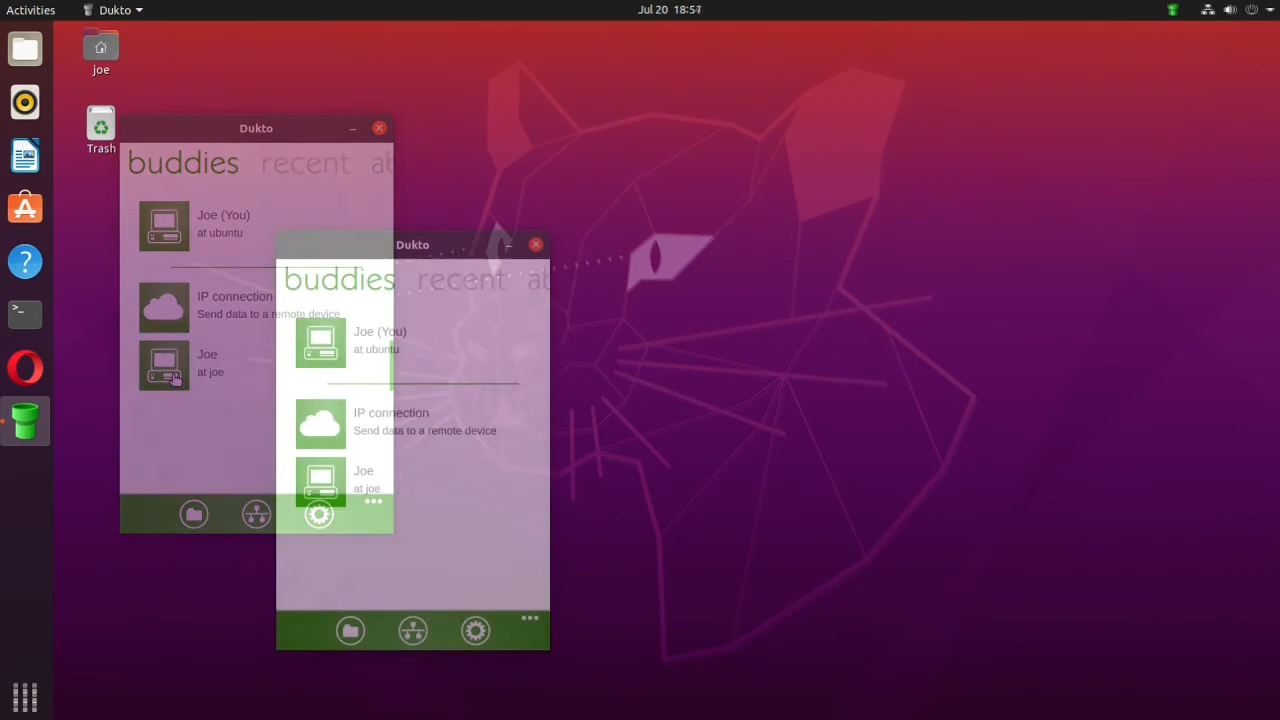 Activities
Dukto
Jul 20 18:57
joe
Trash
Dukto
buddies recent ab
Joe (You)
at ubuntu
IP connection
Send data to a remote device
Joe
at joe
Dukto
buddies recent ab
Joe (You)
at ubuntu
IP connection
Send data to a remote device
Joe
at joe